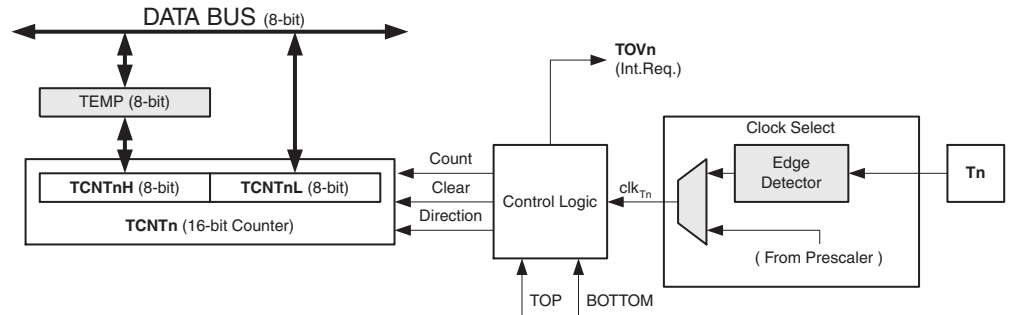 DATA BUS (8-bit)
TOVn
(Int.Req.)
TEMP (8-bit)
Clock Select
Count
Edge
Detector
TCNTnH (8-bit)
TCNTnL (8-bit)
Clear
Control Logic
clkTn
Tn
TCNTn (16-bit Counter)
Direction
( From Prescaler )
TOP
BOTTOM